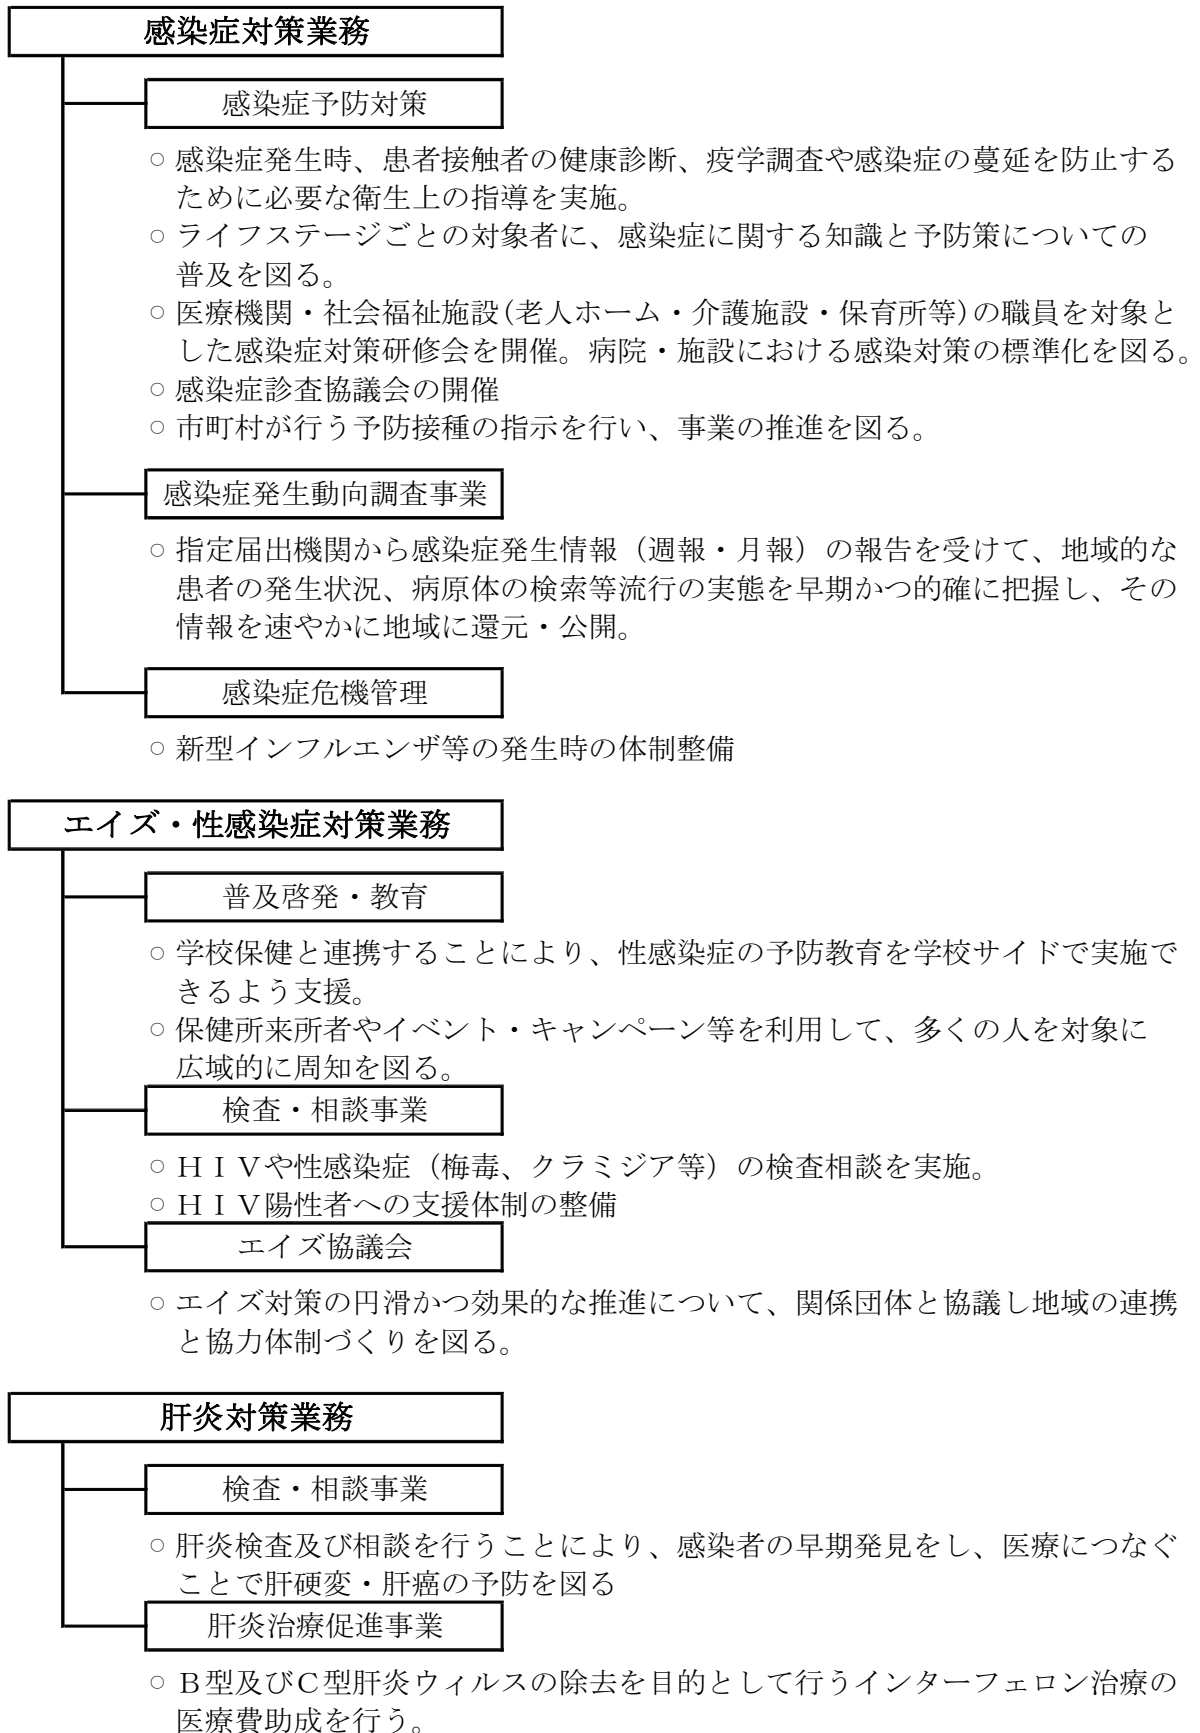 感染症対策業務
感染症予防対策
○ 感染症発生時、患者接触者の健康診断、疫学調査や感染症の蔓延を防止する
ために必要な衛生上の指導を実施。
○ ライフステージごとの対象者に、感染症に関する知識と予防策についての
普及を図る。
○ 医療機関・社会福祉施設(老人ホーム・介護施設・保育所等)の職員を対象と
した感染症対策研修会を開催。病院・施設における感染対策の標準化を図る。
○ 感染症診査協議会の開催
○ 市町村が行う予防接種の指示を行い、事業の推進を図る。
感染症発生動向調査事業
○ 指定届出機関から感染症発生情報（週報・月報）の報告を受けて、地域的な
患者の発生状況、病原体の検索等流行の実態を早期かつ的確に把握し、その
情報を速やかに地域に還元・公開。
感染症危機管理
○ 新型インフルエンザ等の発生時の体制整備
エイズ・性感染症対策業務
普及啓発・教育
○ 学校保健と連携することにより、性感染症の予防教育を学校サイドで実施で
きるよう支援。
○ 保健所来所者やイベント・キャンペーン等を利用して、多くの人を対象に
広域的に周知を図る。
検査・相談事業
○ ＨＩＶや性感染症（梅毒、クラミジア等）の検査相談を実施。
○ ＨＩＶ陽性者への支援体制の整備
エイズ協議会
○ エイズ対策の円滑かつ効果的な推進について、関係団体と協議し地域の連携
と協力体制づくりを図る。
肝炎対策業務
検査・相談事業
○ 肝炎検査及び相談を行うことにより、感染者の早期発見をし、医療につなぐ
ことで肝硬変・肝癌の予防を図る
肝炎治療促進事業
○ Ｂ型及びＣ型肝炎ウィルスの除去を目的として行うインターフェロン治療の
医療費助成を行う。